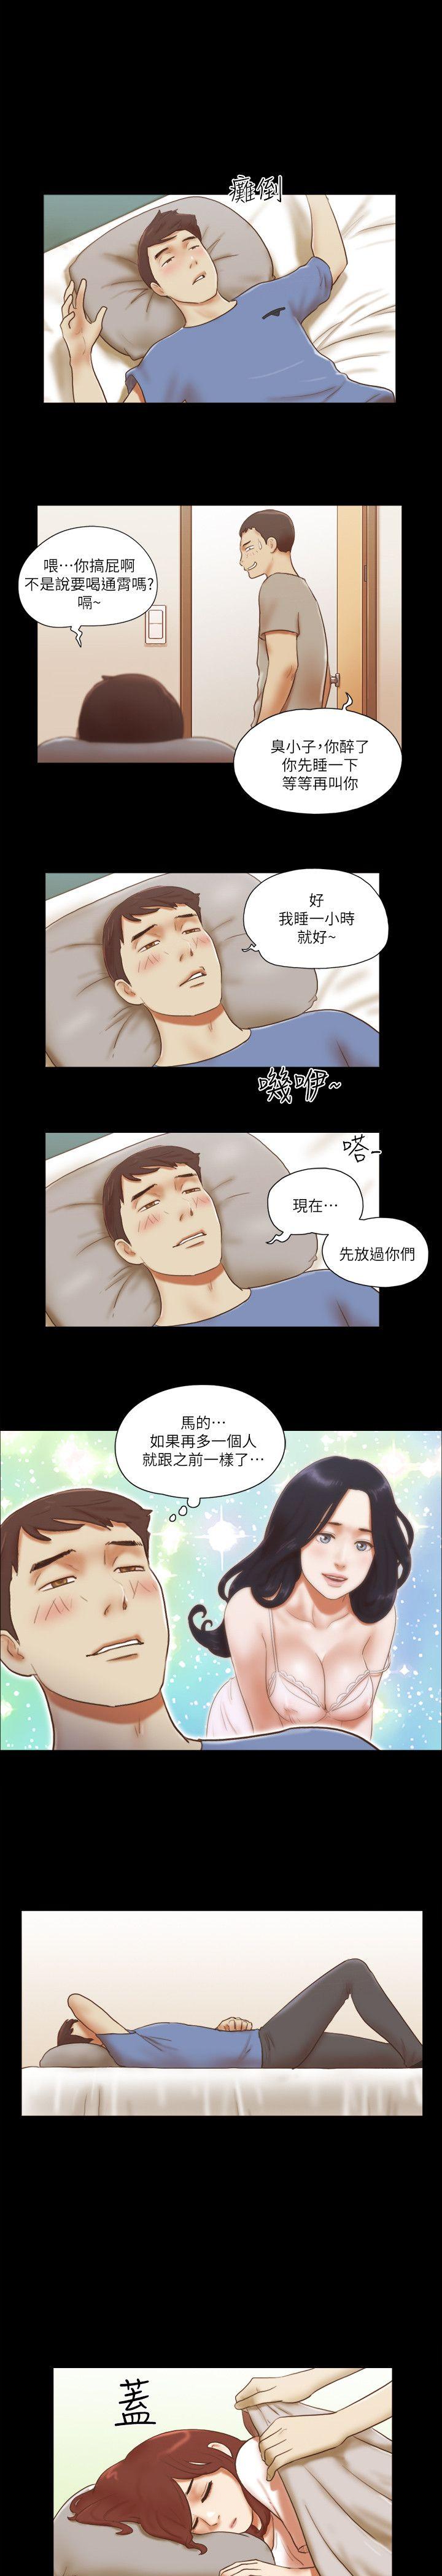 癱倒
喂⋯你搞屁啊
不是說要喝通霄嗎?
嗝~
臭小子，你醉了
你先睡一下
等等再叫你
好
我睡一小時
就好~
嘰咿~
嗒-
現在⋯
先放過你們
馬的⋯
如果再多一個人
就跟之前一樣了⋯
蓋